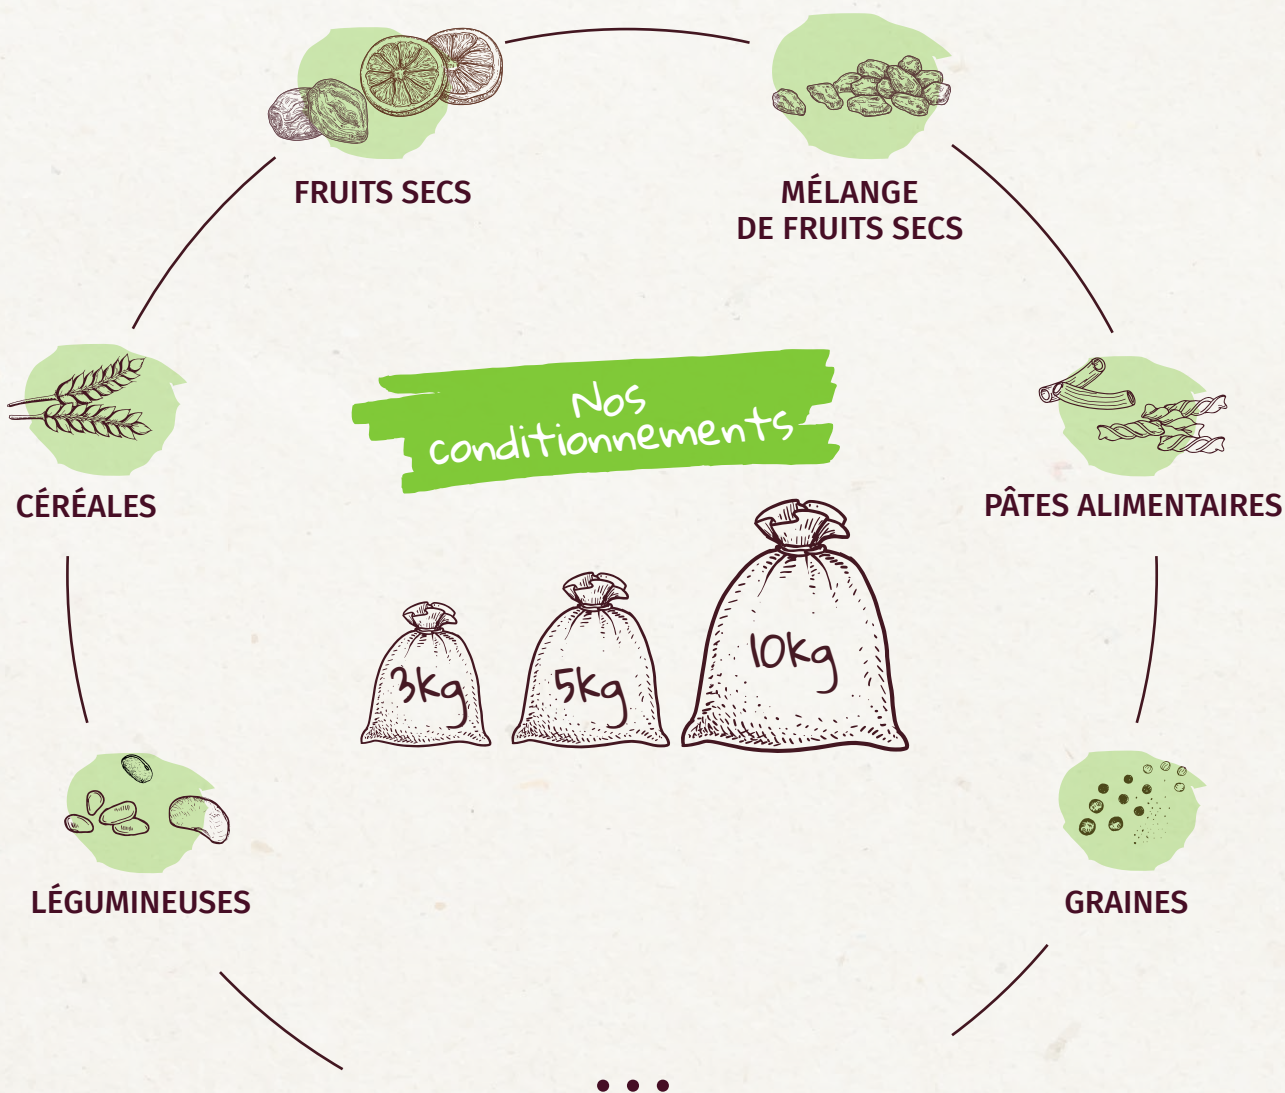 FRUITS SECS
MÉLANGE
DE FRUITS SECS
CÉRÉALES
Nos
conditionnements
PÂTES ALIMENTAIRES
3kg
5kg
10kg
LÉGUMINEUSES
GRAINES
...